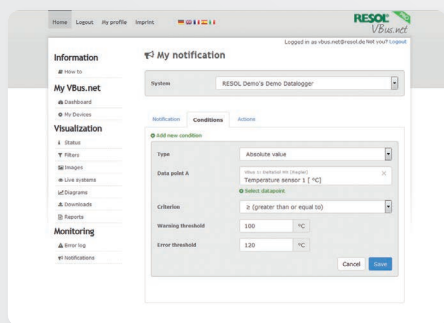 Home Logout My profile Imprint
RESOL®
VBus.net
Logged in as vbus.net@resol.de Not you? Logout
Information
How to
My VBus.net
Dashboard
My Devices
Visualization
Status
Filters
Images
Live systems
Diagrams
Downloads
Reports
Monitoring
Error log
Notifications
My notification
System RESOL Demo's Demo Datalogger
Notification Conditions Actions
Add new condition
Type Absolute value
Data point A
Temperature sensor 1 [ °C]
Select datapoint
Criterion ≥ (greater than or equal to)
Warning threshold 100 °C
Error threshold 120 °C
Cancel Save